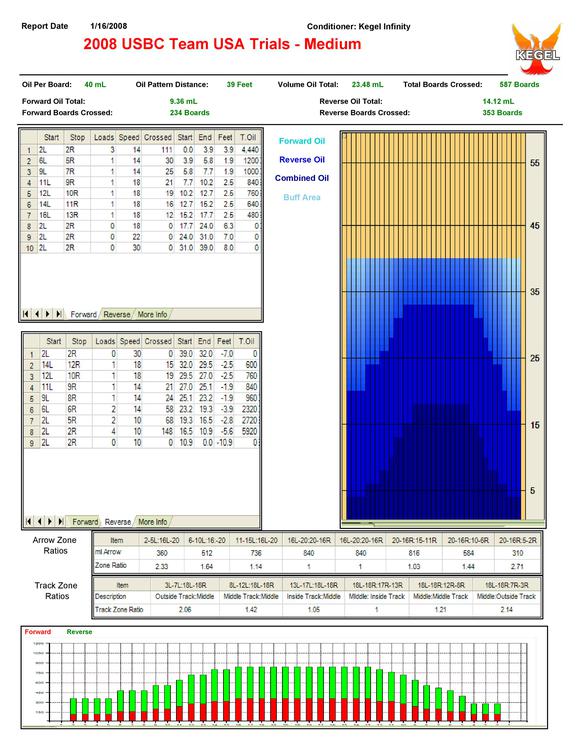 Report Date 1/16/2008 Conditioner: Kegel Infinity
2008 USBC Team USA Trials - Medium
KEGEL
Oil Per Board: 40 mL Oil Pattern Distance: 39 Feet Volume Oil Total: 23.48 mL Total Boards Crossed: 587 Boards
Forward Oil Total: 9.36 mL Reverse Oil Total: 14.12 mL
Forward Boards Crossed: 234 Boards Reverse Boards Crossed: 353 Boards
Start Stop Loads Speed Crossed Start End Feet T.Oil
1 2L 2R 3 14 111 0.0 3.9 3.9 4,440
2 6L 5R 1 14 30 3.9 5.8 1.9 1200
3 9L 7R 1 14 25 5.8 7.7 1.9 1000
4 11L 9R 1 18 21 7.7 10.2 2.5 840
5 12L 10R 1 18 19 10.2 12.7 2.5 760
6 14L 11R 1 18 16 12.7 15.2 2.5 640
7 16L 13R 1 18 12 15.2 17.7 2.5 480
8 2L 2R 0 18 0 17.7 24.0 6.3 0
9 2L 2R 0 22 0 24.0 31.0 7.0 0
10 2L 2R 0 30 0 31.0 39.0 8.0 0
Forward Reverse More Info
Forward Oil
Reverse Oil
Combined Oil
Buff Area
55
45
35
25
15
5
Start Stop Loads Speed Crossed Start End Feet T.Oil
1 2L 2R 0 30 0 39.0 32.0 -7.0 0
2 14L 12R 1 18 15 32.0 29.5 -2.5 600
3 12L 10R 1 18 19 29.5 27.0 -2.5 760
4 11L 9R 1 14 21 27.0 25.1 -1.9 840
5 9L 8R 1 14 24 25.1 23.2 -1.9 960
6 6L 6R 2 14 58 23.2 19.3 -3.9 2320
7 2L 5R 2 10 68 19.3 16.5 -2.8 2720
8 2L 2R 4 10 148 16.5 10.9 -5.6 5920
9 2L 2R 0 10 0 10.9 0.0 -10.9 0
Forward Reverse More Info
Arrow Zone Ratios
Item 2-5L:16L-20 6-10L:16-20 11-15L:16L-20 16L-20:20-16R 16L-20:20-16R 20-16R:15-11R 20-16R:10-6R 20-16R:5-2R
ml Arrow 360 512 736 840 840 816 584 310
Zone Ratio 2.33 1.64 1.14 1 1 1.03 1.44 2.71
Track Zone Ratios
Item 3L-7L:18L-18R 8L-12L:18L-18R 13L-17L:18L-18R 18L-18R:17R-13R 18L-18R:12R-8R 18L-18R:7R-3R
Description Outside Track:Middle Middle Track:Middle Inside Track:Middle Middle: Inside Track Middle:Middle Track Middle:Outside Track
Track Zone Ratio 2.06 1.42 1.05 1 1.21 2.14
Forward Reverse